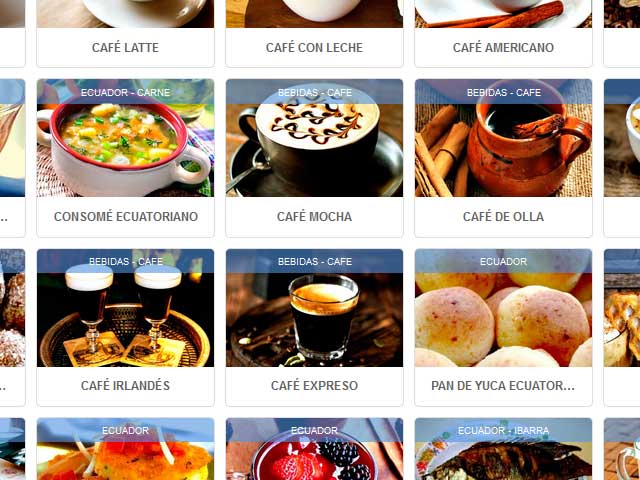 CAFÉ LATTE
CAFÉ CON LECHE
CAFÉ AMERICANO
ECUADOR - CARNE
BEBIDAS - CAFE
BEBIDAS - CAFE
...
CONSOMÉ ECUATORIANO
CAFÉ MOCHA
CAFÉ DE OLLA
BEBIDAS - CAFE
BEBIDAS - CAFE
ECUADOR
...
CAFÉ IRLANDÉS
CAFÉ EXPRESO
PAN DE YUCA ECUATOR...
ECUADOR
ECUADOR
ECUADOR - IBARRA